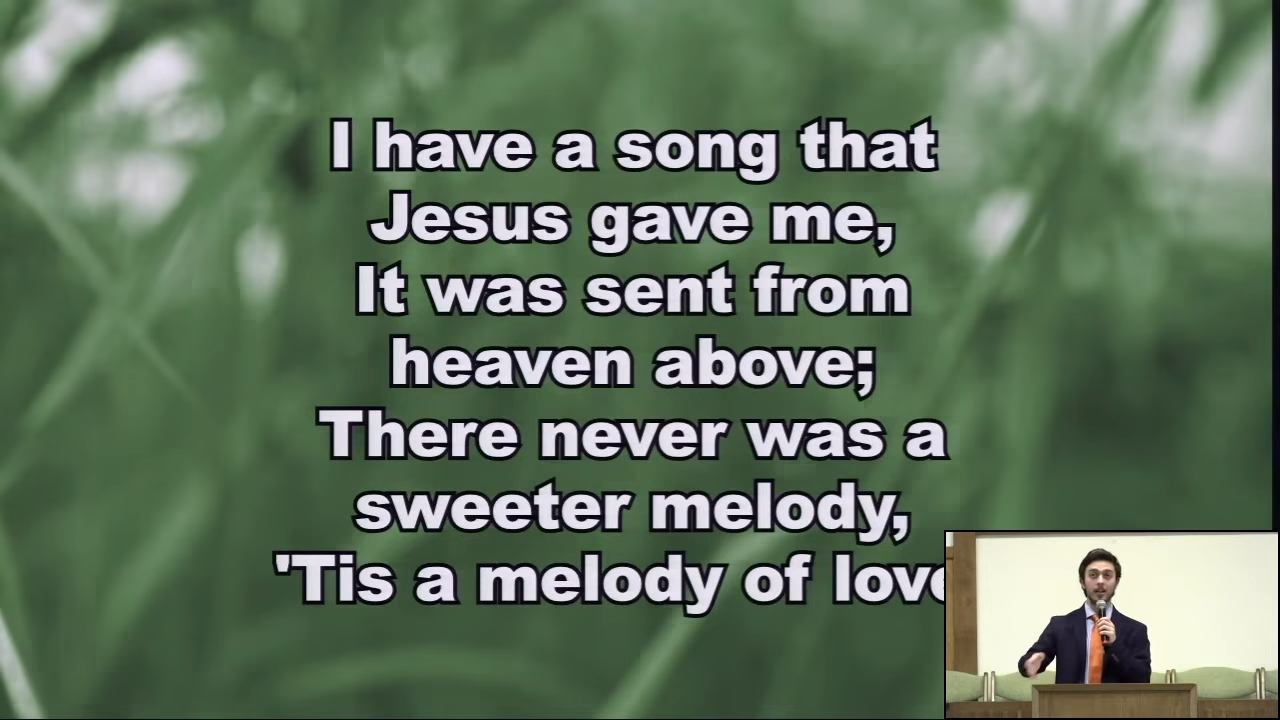 I have a song that
Jesus gave me,
It was sent from
heaven above;
There never was a
sweeter melody,
'Tis a melody of love